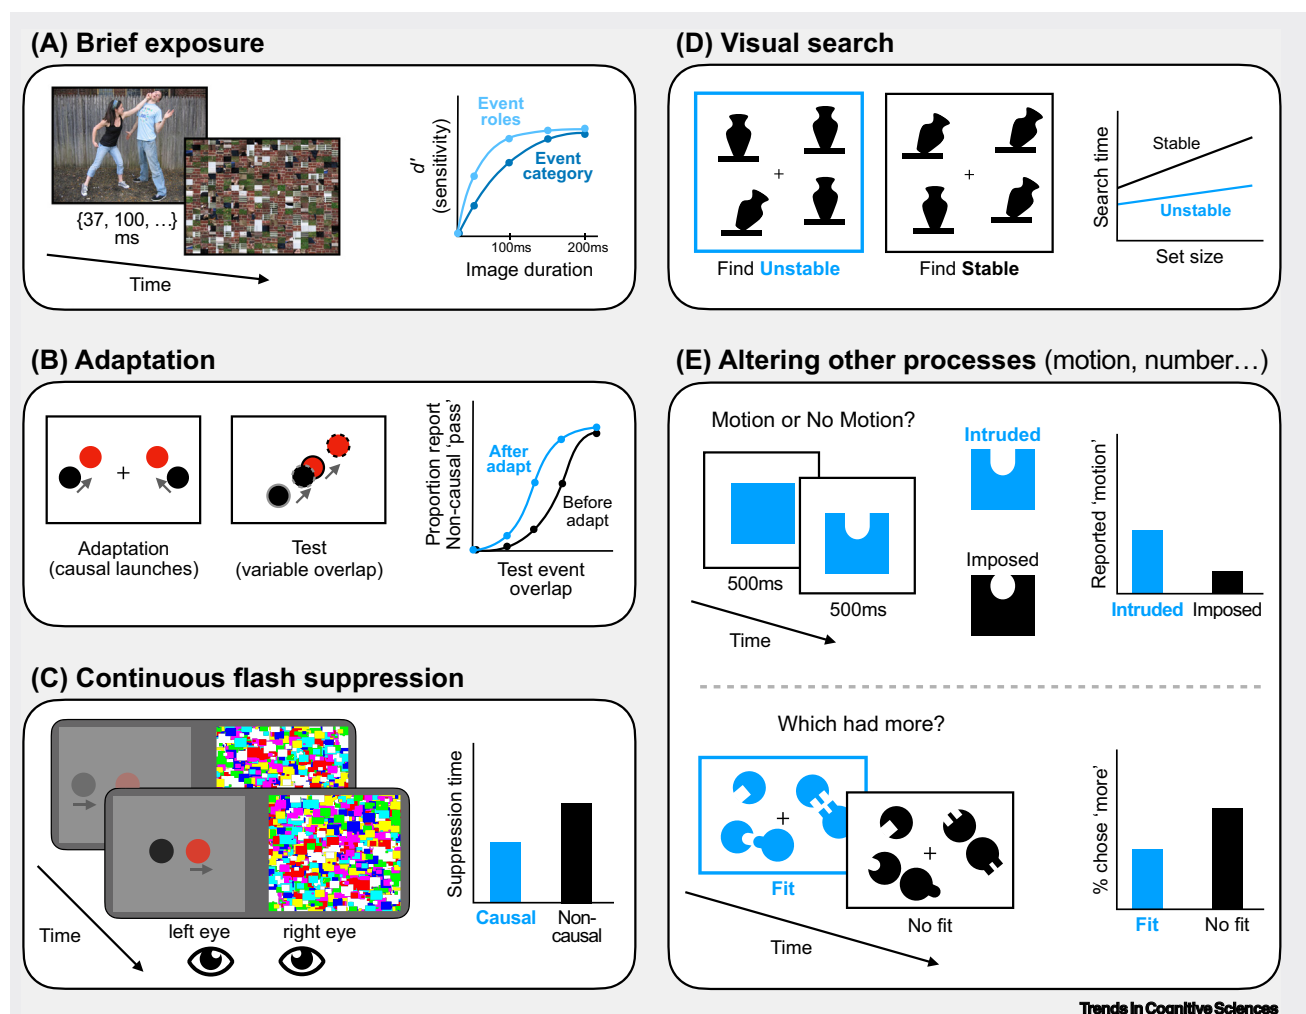 (A) Brief exposure
{37, 100, …}
ms
Time
d′
(sensitivity)
Event
roles
Event
category
100ms
200ms
Image duration
(B) Adaptation
+
Adaptation
(causal launches)
Test
(variable overlap)
Proportion report
Non-causal ‘pass’
After
adapt
Before
adapt
Test event
overlap
(C) Continuous flash suppression
Time
left eye
right eye
Suppression time
Causal
Non-
causal
(D) Visual search
+
Find Unstable
+
Find Stable
Search time
Stable
Unstable
Set size
(E) Altering other processes (motion, number…)
Motion or No Motion?
500ms
500ms
Time
Intruded
Imposed
Reported ‘motion’
Intruded
Imposed
Which had more?
+
Fit
+
No fit
Time
% chose ‘more’
Fit
No fit
Trends in Cognitive Sciences